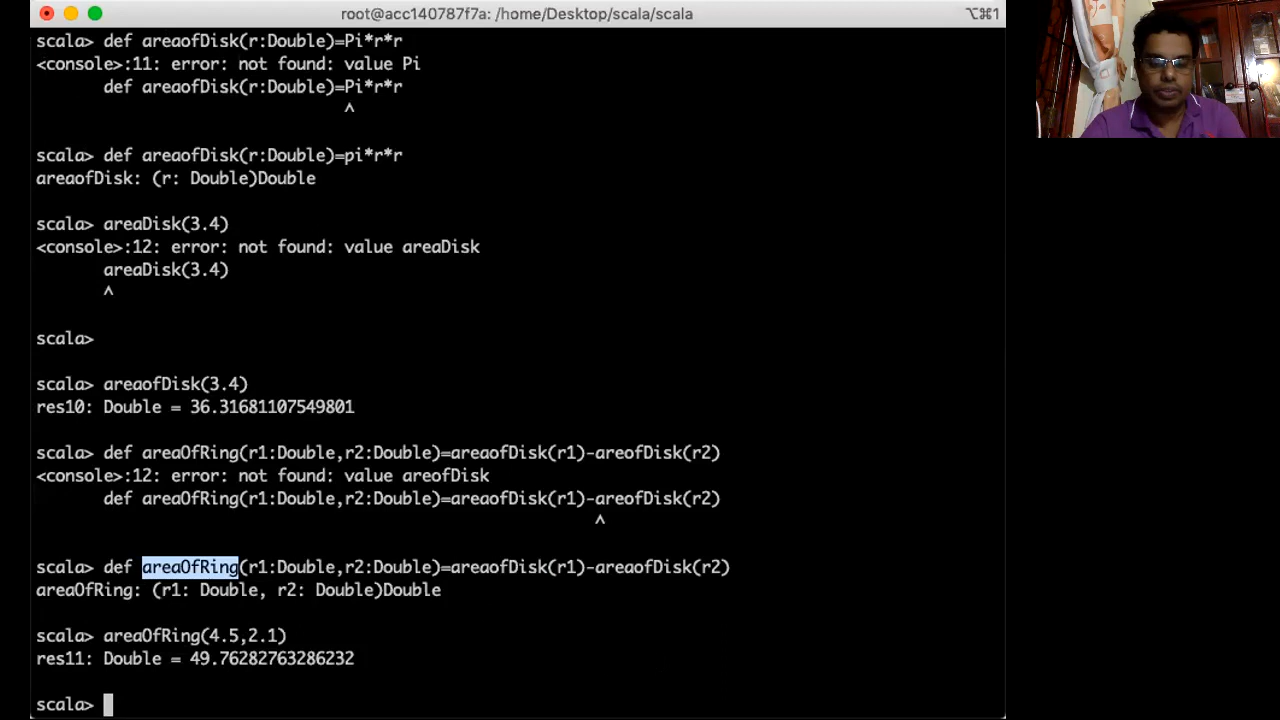 root@acc140787f7a: /home/Desktop/scala/scala
⌥⌘1
scala> def areaofDisk(r:Double)=Pi*r*r
<console>:11: error: not found: value Pi
def areaofDisk(r:Double)=Pi*r*r
^
scala> def areaofDisk(r:Double)=pi*r*r
areaofDisk: (r: Double)Double
scala> areaDisk(3.4)
<console>:12: error: not found: value areaDisk
areaDisk(3.4)
^
scala>
scala> areaofDisk(3.4)
res10: Double = 36.31681107549801
scala> def areaOfRing(r1:Double,r2:Double)=areaofDisk(r1)-areofDisk(r2)
<console>:12: error: not found: value areofDisk
def areaOfRing(r1:Double,r2:Double)=areaofDisk(r1)-areofDisk(r2)
^
scala> def areaOfRing(r1:Double,r2:Double)=areaofDisk(r1)-areaofDisk(r2)
areaOfRing: (r1: Double, r2: Double)Double
scala> areaOfRing(4.5,2.1)
res11: Double = 49.76282763286232
scala>